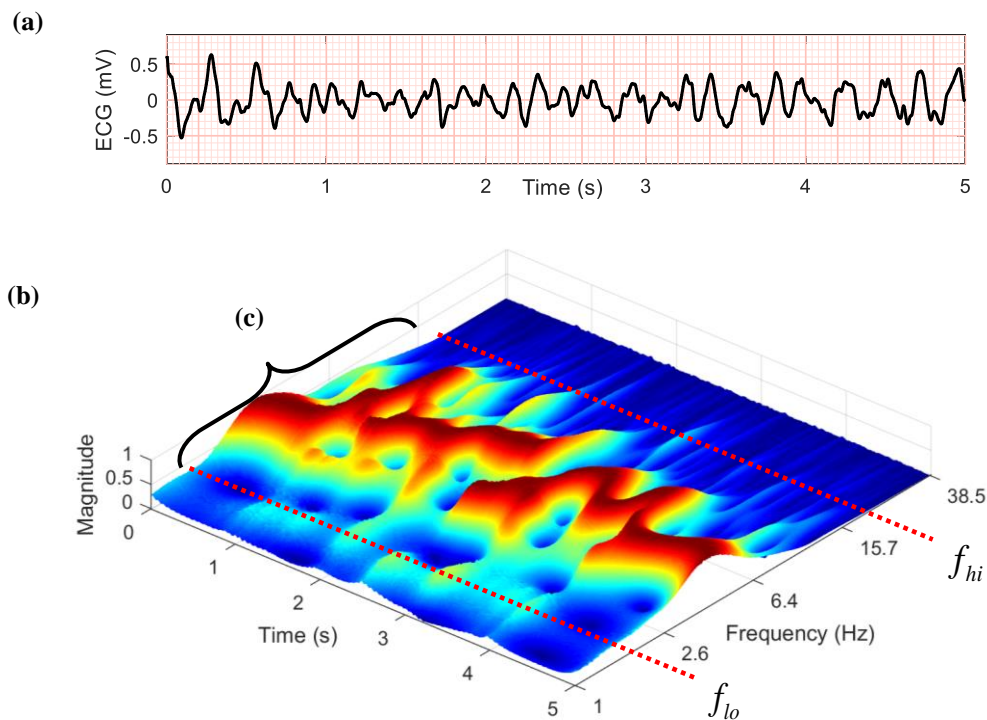 (a)
ECG (mV)
0.5
0
-0.5
0 1 2 3 4 5
Time (s)
(b)
(c)
Magnitude
1
0.5
0
0
1
2
3
4
5
Time (s)
38.5
15.7
6.4
2.6
1
Frequency (Hz)
f_hi
f_lo